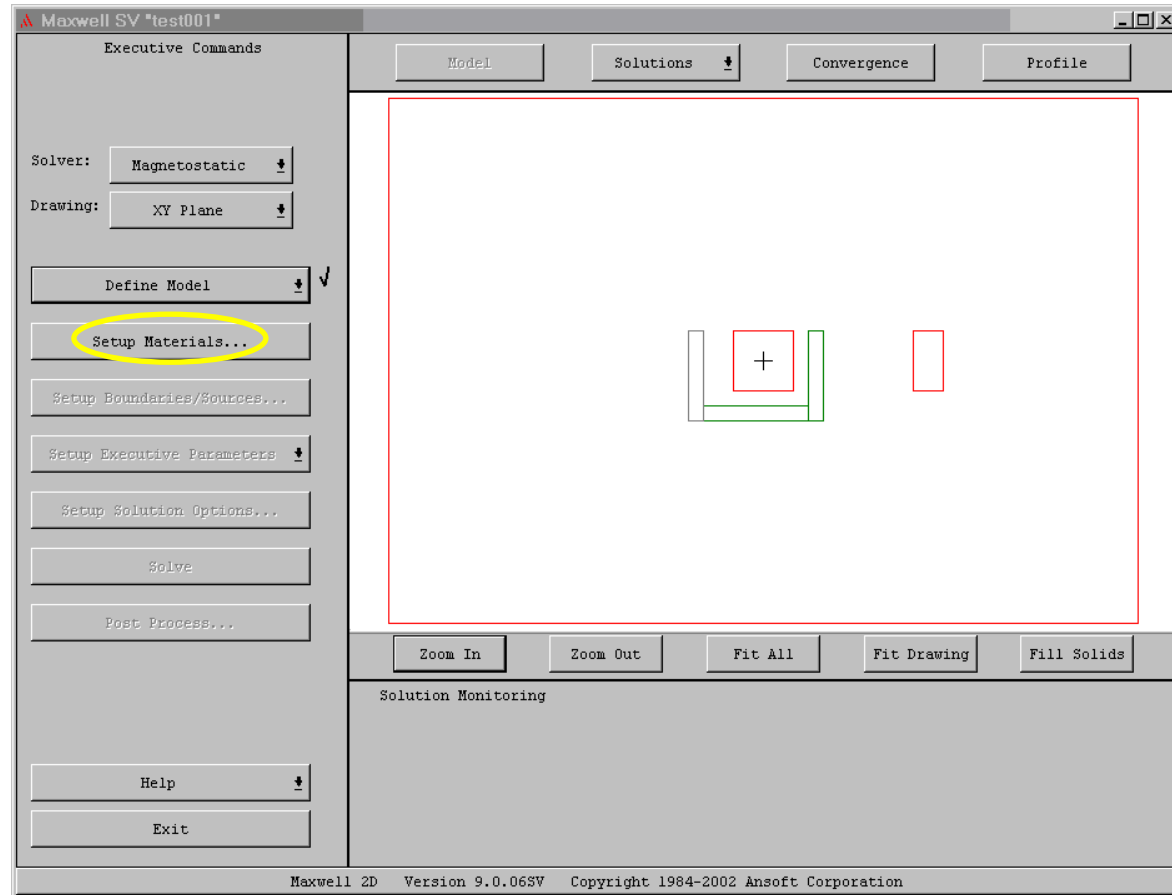 Maxwell SV "test001"
Executive Commands
Model
Solutions
Convergence
Profile
Solver:
Magnetostatic
Drawing:
XY Plane
Define Model
Setup Materials...
Setup Boundaries/Sources...
Setup Executive Parameters
Setup Solution Options...
Solve
Post Process...
Zoom In
Zoom Out
Fit All
Fit Drawing
Fill Solids
Solution Monitoring
Help
Exit
Maxwell 2D Version 9.0.06SV Copyright 1984-2002 Ansoft Corporation